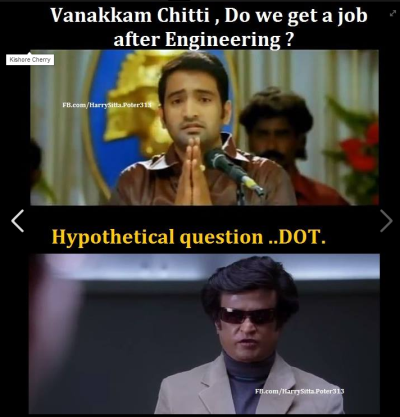 Vanakkam Chitti , Do we get a job
after Engineering ?
Kishore Cherry
FB.com/HarrySitta.Poter313
Hypothetical question ..DOT.
FB.com/HarrySitta.Poter313